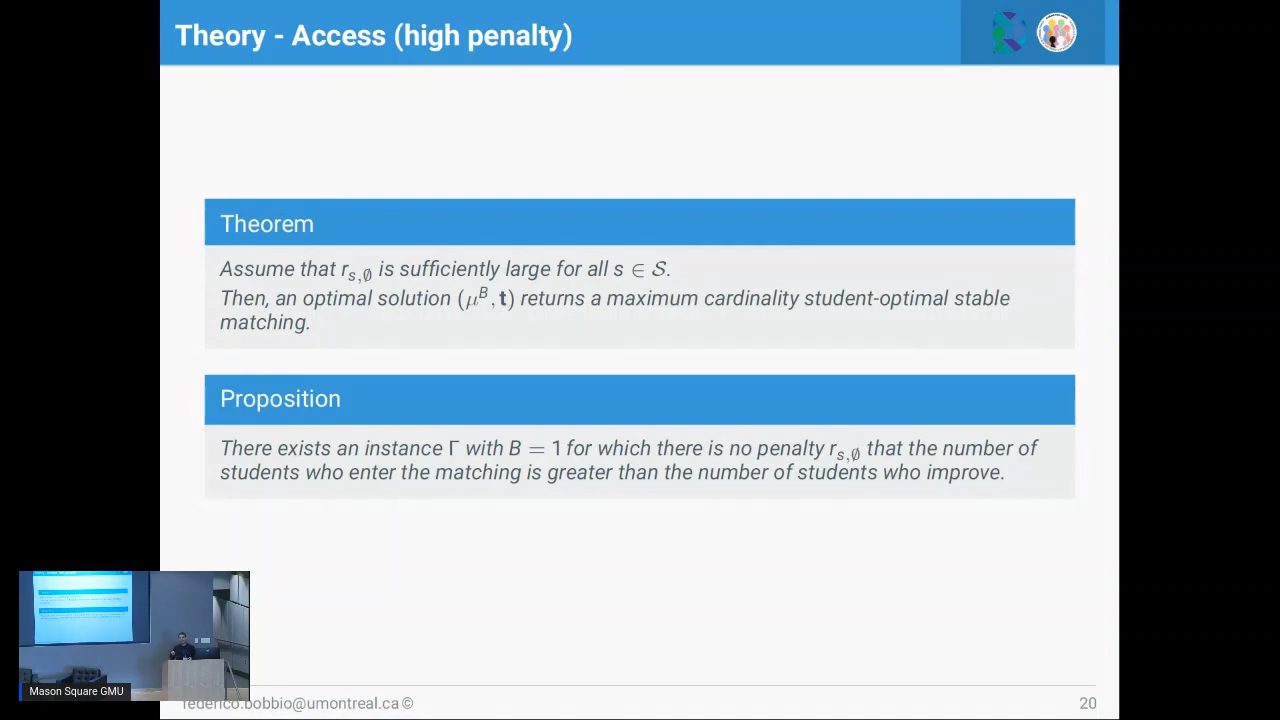 Theory - Access (high penalty)
Theorem
Assume that r_{s,∅} is sufficiently large for all s ∈ 𝒮.
Then, an optimal solution (μ^B, t) returns a maximum cardinality student-optimal stable
matching.
Proposition
There exists an instance Γ with B = 1 for which there is no penalty r_{s,∅} that the number of
students who enter the matching is greater than the number of students who improve.
Mason Square GMU
federico.bobbio@umontreal.ca©
20